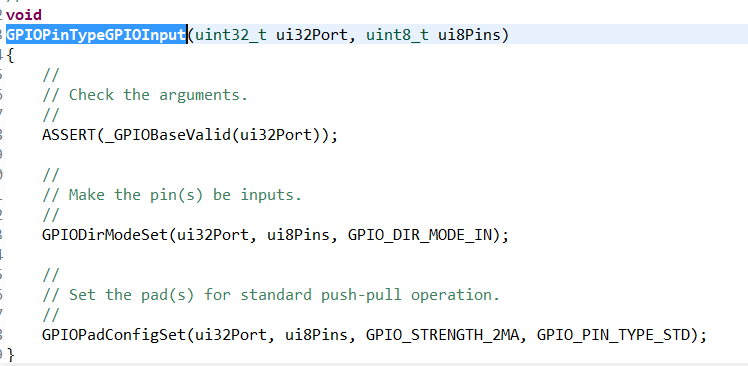 void
GPIOPinTypeGPIOInput(uint32_t ui32Port, uint8_t ui8Pins)
{
    //
    // Check the arguments.
    //
    ASSERT(_GPIOBaseValid(ui32Port));

    //
    // Make the pin(s) be inputs.
    //
    GPIODirModeSet(ui32Port, ui8Pins, GPIO_DIR_MODE_IN);

    //
    // Set the pad(s) for standard push-pull operation.
    //
    GPIOPadConfigSet(ui32Port, ui8Pins, GPIO_STRENGTH_2MA, GPIO_PIN_TYPE_STD);
}